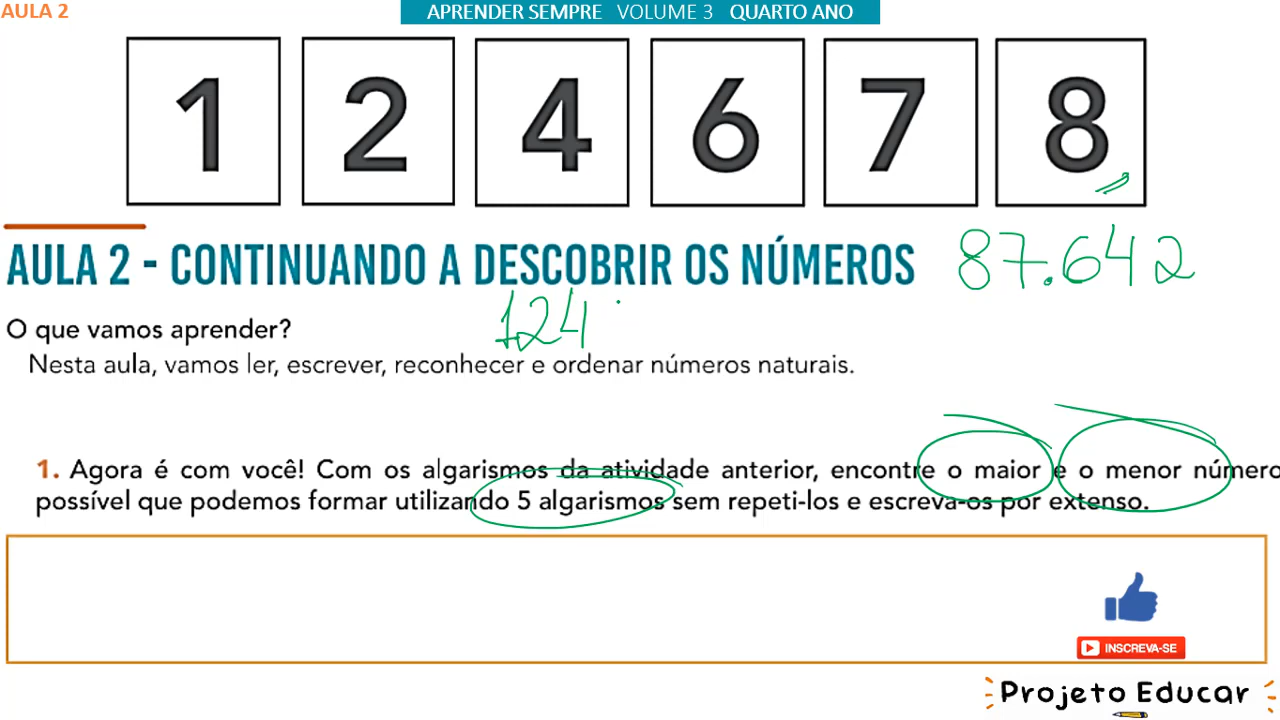 AULA 2
APRENDER SEMPRE VOLUME 3 QUARTO ANO
1 2 4 6 7 8
AULA 2 - CONTINUANDO A DESCOBRIR OS NÚMEROS
87.642
124
O que vamos aprender?
Nesta aula, vamos ler, escrever, reconhecer e ordenar números naturais.
1. Agora é com você! Com os algarismos da atividade anterior, encontre o maior e o menor número
possível que podemos formar utilizando 5 algarismos sem repeti-los e escreva-os por extenso.
INSCREVA-SE
Projeto Educar